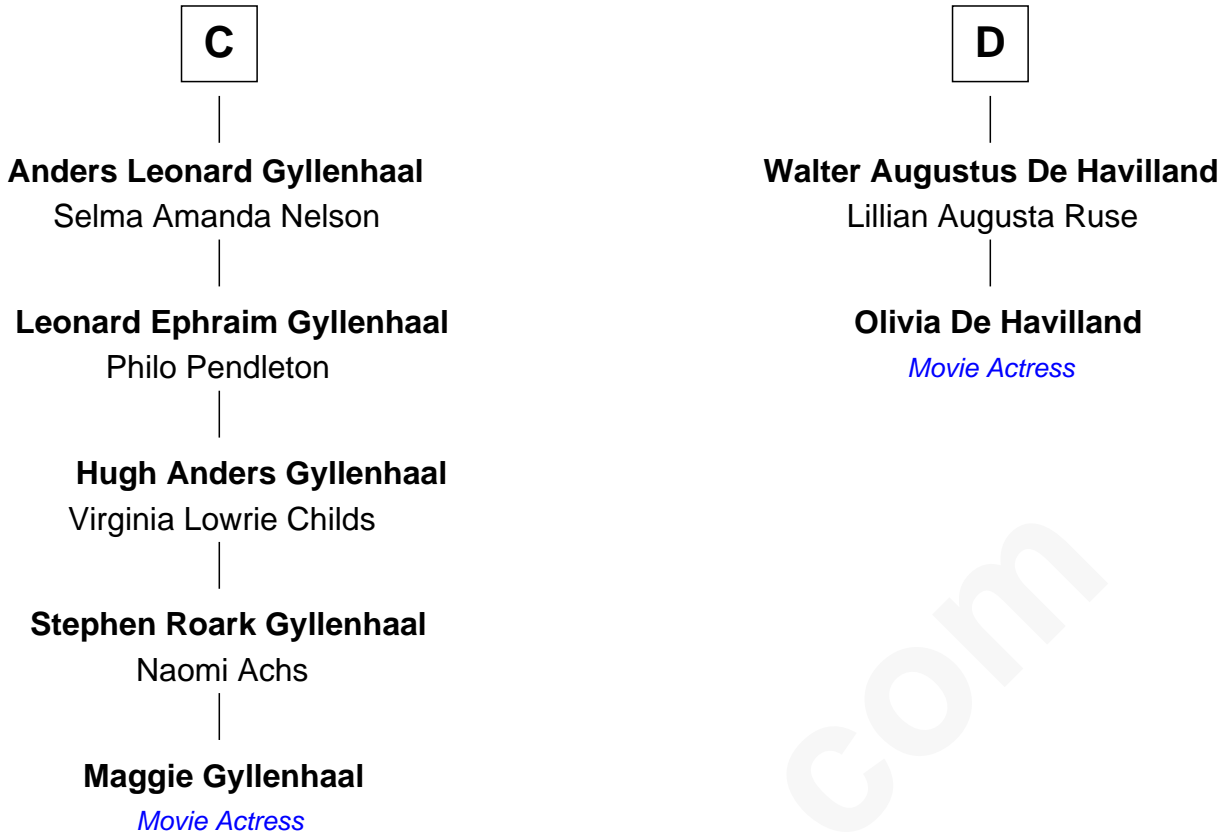 C
Anders Leonard Gyllenhaal
Selma Amanda Nelson
Leonard Ephraim Gyllenhaal
Philo Pendleton
Hugh Anders Gyllenhaal
Virginia Lowrie Childs
Stephen Roark Gyllenhaal
Naomi Achs
Maggie Gyllenhaal
Movie Actress
D
Walter Augustus De Havilland
Lillian Augusta Ruse
Olivia De Havilland
Movie Actress
com